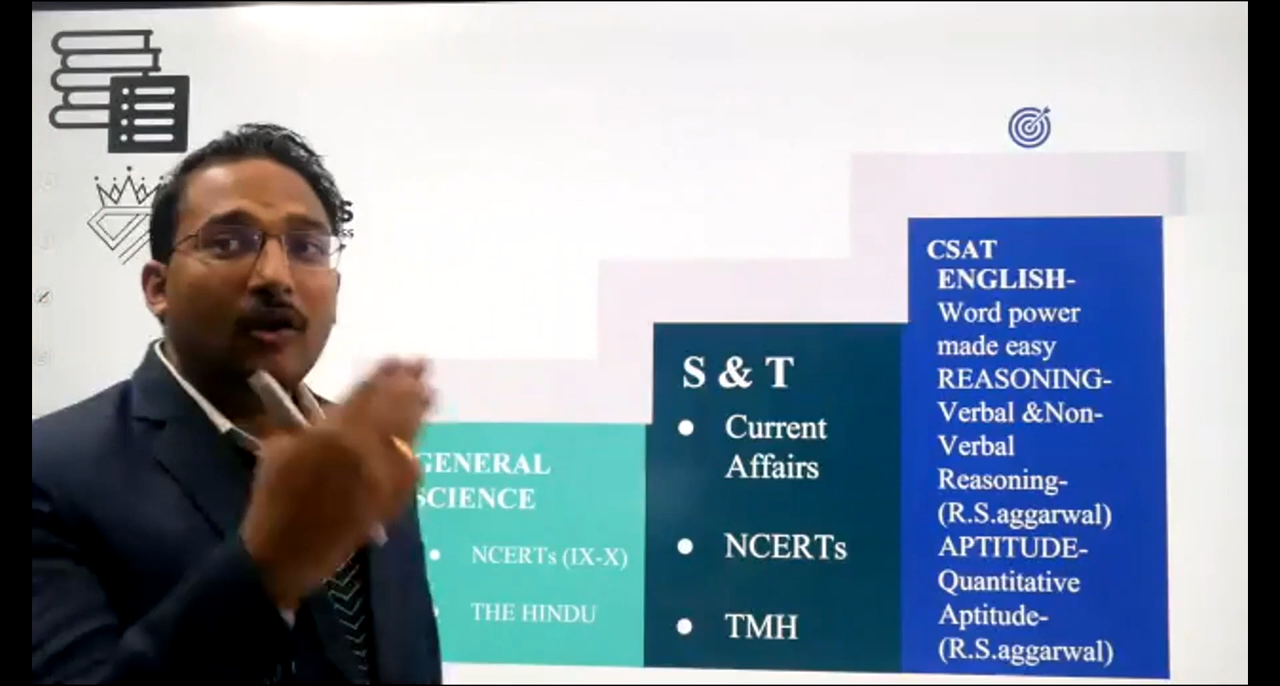 S
SS
GENERAL
SCIENCE
NCERTs (IX-X)
THE HINDU
S & T
Current
Affairs
NCERTs
TMH
CSAT
ENGLISH-
Word power
made easy
REASONING-
Verbal &Non-
Verbal
Reasoning-
(R.S.aggarwal)
APTITUDE-
Quantitative
Aptitude-
(R.S.aggarwal)